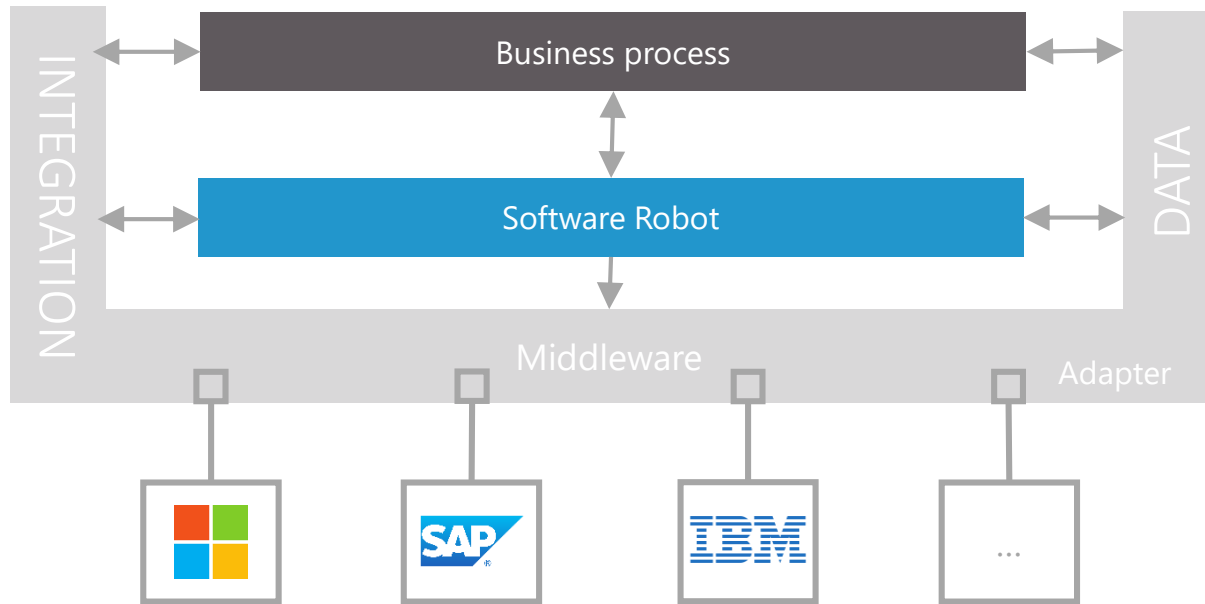 Business process
INTEGRATION
DATA
Software Robot
Middleware
Adapter
SAP
®
IBM
...